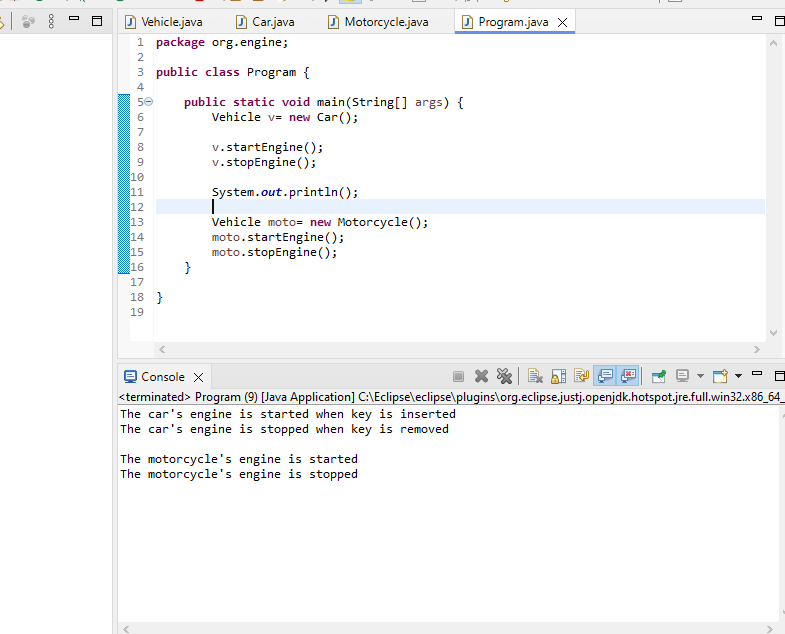 Vehicle.java Car.java Motorcycle.java Program.java
1 package org.engine;
2
3 public class Program {
4
5 public static void main(String[] args) {
6 Vehicle v= new Car();
7
8 v.startEngine();
9 v.stopEngine();
10
11 System.out.println();
12
13 Vehicle moto= new Motorcycle();
14 moto.startEngine();
15 moto.stopEngine();
16 }
17
18 }
19
Console
<terminated> Program (9) [Java Application] C:\Eclipse\eclipse\plugins\org.eclipse.justj.openjdk.hotspot.jre.full.win32.x86_64_
The car's engine is started when key is inserted
The car's engine is stopped when key is removed
The motorcycle's engine is started
The motorcycle's engine is stopped